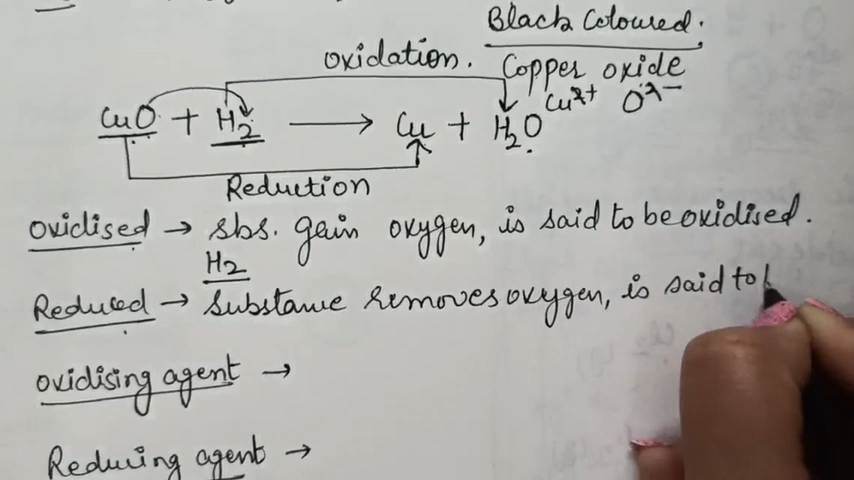 Black Coloured.
oxidation. Copper oxide
Cu²⁺ O²⁻
CuO + H₂ ⟶ Cu + H₂O
Reduction
oxidised → sbs. gain oxygen, is said to be oxidised.
H₂
Reduced → Substance removes oxygen, is said to b
oxidising agent →
Reducing agent →